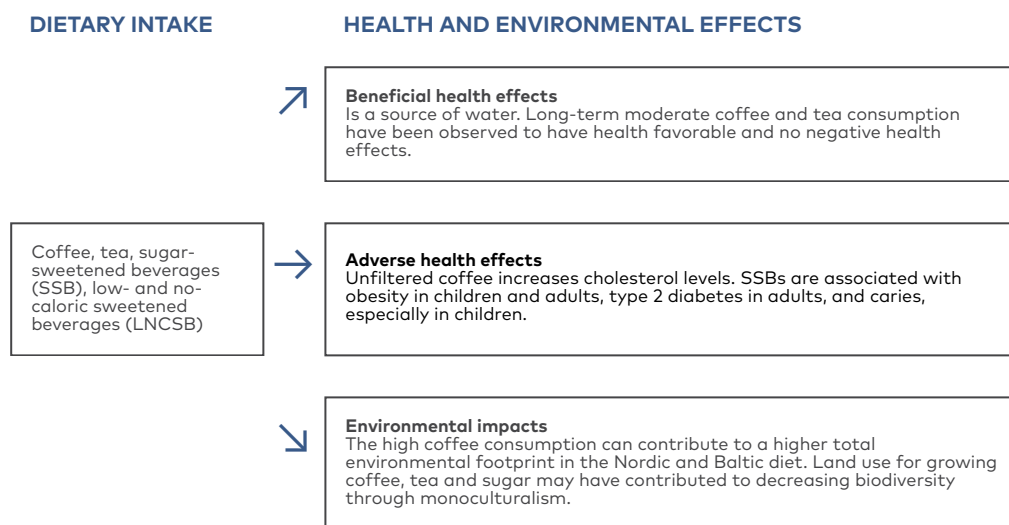 DIETARY INTAKE
HEALTH AND ENVIRONMENTAL EFFECTS
Beneficial health effects
Is a source of water. Long-term moderate coffee and tea consumption
have been observed to have health favorable and no negative health
effects.
Coffee, tea, sugar-
sweetened beverages
(SSB), low- and no-
caloric sweetened
beverages (LNCSB)
Adverse health effects
Unfiltered coffee increases cholesterol levels. SSBs are associated with
obesity in children and adults, type 2 diabetes in adults, and caries,
especially in children.
Environmental impacts
The high coffee consumption can contribute to a higher total
environmental footprint in the Nordic and Baltic diet. Land use for growing
coffee, tea and sugar may have contributed to decreasing biodiversity
through monoculturalism.